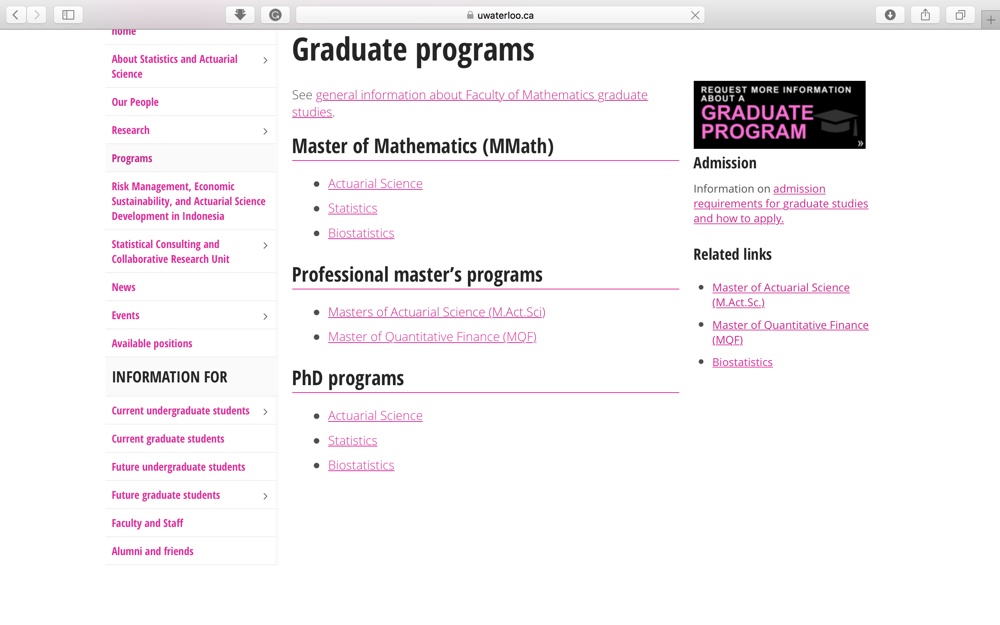 uwaterloo.ca
home
About Statistics and Actuarial
Science
Our People
Research
Programs
Risk Management, Economic
Sustainability, and Actuarial Science
Development in Indonesia
Statistical Consulting and
Collaborative Research Unit
News
Events
Available positions
INFORMATION FOR
Current undergraduate students
Current graduate students
Future undergraduate students
Future graduate students
Faculty and Staff
Alumni and friends
Graduate programs
See general information about Faculty of Mathematics graduate
studies.
Master of Mathematics (MMath)
Actuarial Science
Statistics
Biostatistics
Professional master’s programs
Masters of Actuarial Science (M.Act.Sci)
Master of Quantitative Finance (MQF)
PhD programs
Actuarial Science
Statistics
Biostatistics
REQUEST MORE INFORMATION
ABOUT A
GRADUATE
PROGRAM
»
Admission
Information on admission
requirements for graduate studies
and how to apply.
Related links
Master of Actuarial Science
(M.Act.Sc.)
Master of Quantitative Finance
(MQF)
Biostatistics